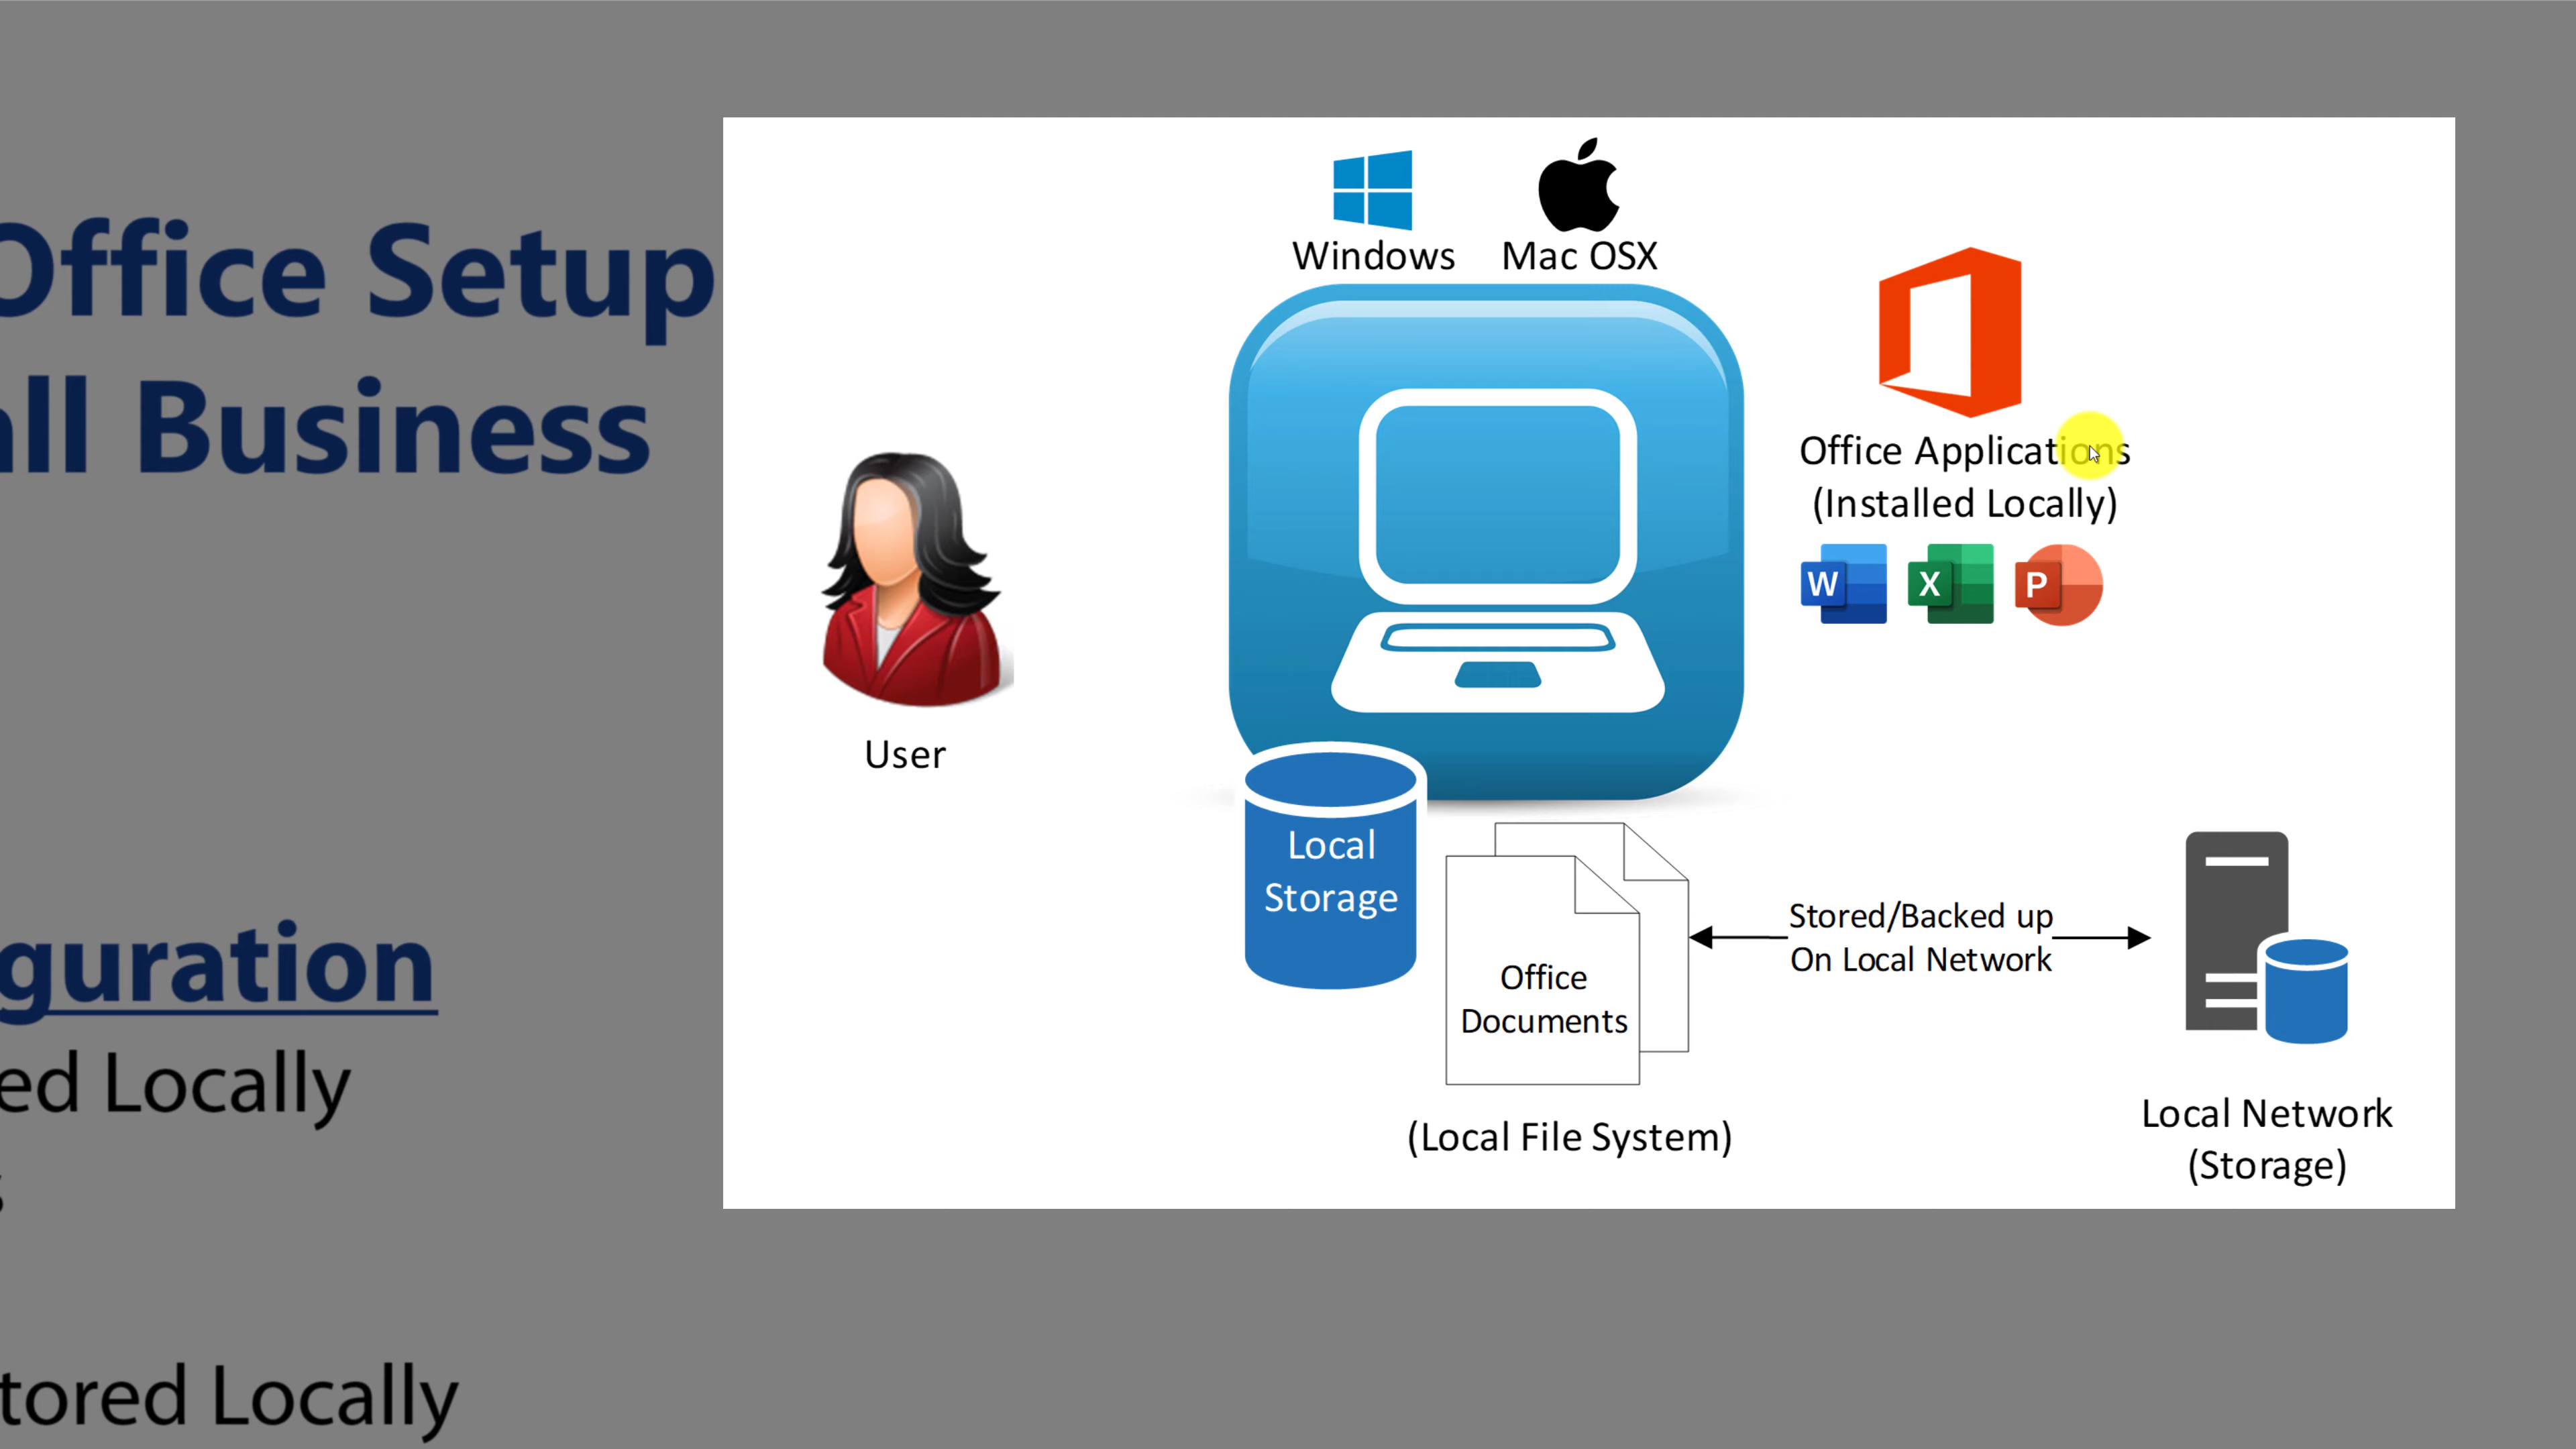 Office Setup
all Business
guration
ed Locally
s
tored Locally
Windows
Mac OSX
Office Applications
(Installed Locally)
W
X
P
User
Local
Storage
Office
Documents
(Local File System)
Stored/Backed up
On Local Network
Local Network
(Storage)